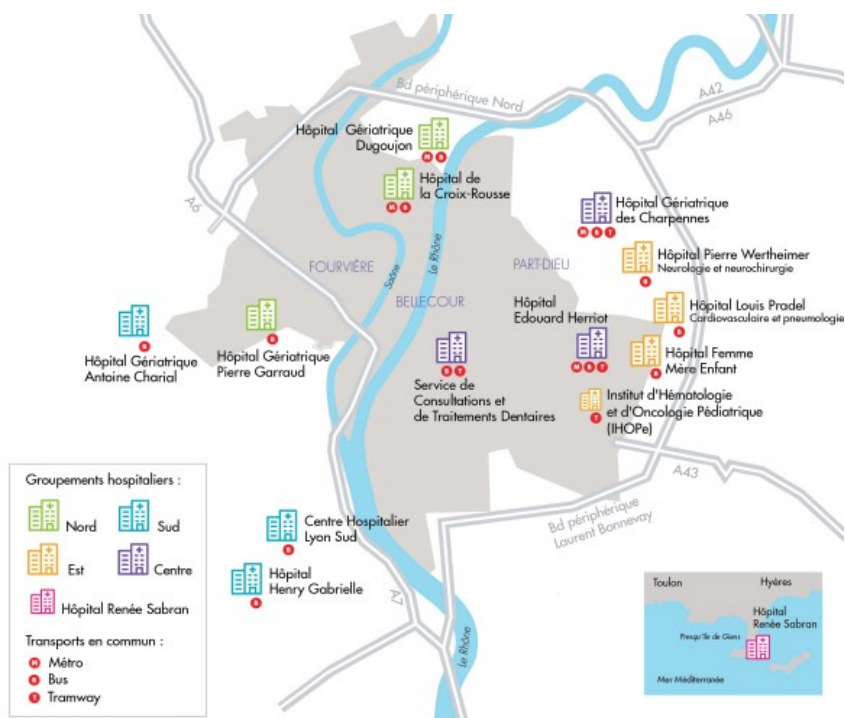 Bd périphérique Nord
A42
A46
Hôpital Gériatrique
Dugoujon
M B
Hôpital de
la Croix-Rousse
M B
A6
Hôpital Gériatrique
des Charpennes
M B T
Le Rhône
Saône
FOURVIÈRE
PART-DIEU
Hôpital Pierre Wertheimer
Neurologie et neurochirurgie
B
BELLECOUR
Hôpital
Edouard Herriot
M B T
Hôpital Louis Pradel
Cardiovasculaire et pneumologie
B
B
Hôpital Gériatrique
Antoine Charial
B
Hôpital Gériatrique
Pierre Garraud
B T
Service de
Consultations et
de Traitements Dentaires
Hôpital Femme
Mère Enfant
B
Institut d'Hématologie
et d'Oncologie Pédiatrique
(IHOPe)
T
A43
Bd périphérique
Laurent Bonnevay
Centre Hospitalier
Lyon Sud
B
Hôpital
Henry Gabrielle
B
A7
Le Rhône
Groupements hospitaliers :
Nord
Sud
Est
Centre
Hôpital Renée Sabran
Transports en commun :
M Métro
B Bus
T Tramway
Toulon
Hyères
Hôpital
Renée Sabran
Presqu'île de Giens
Mer Méditerranée